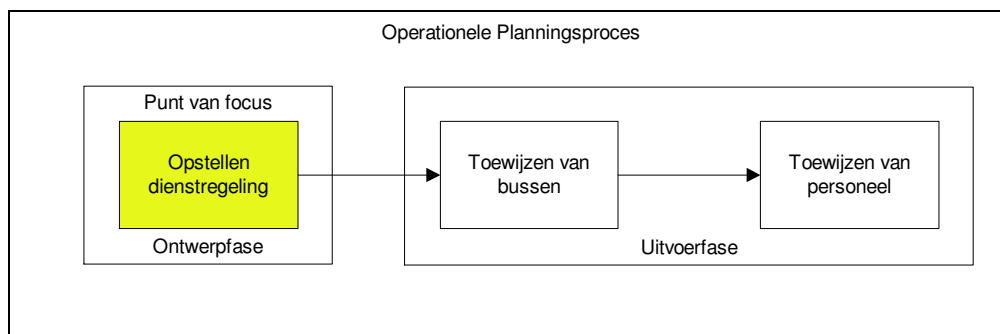 Operationele Planningsproces
Punt van focus
Opstellen
dienstregeling
Ontwerpfase
Toewijzen van
bussen
Toewijzen van
personeel
Uitvoerfase